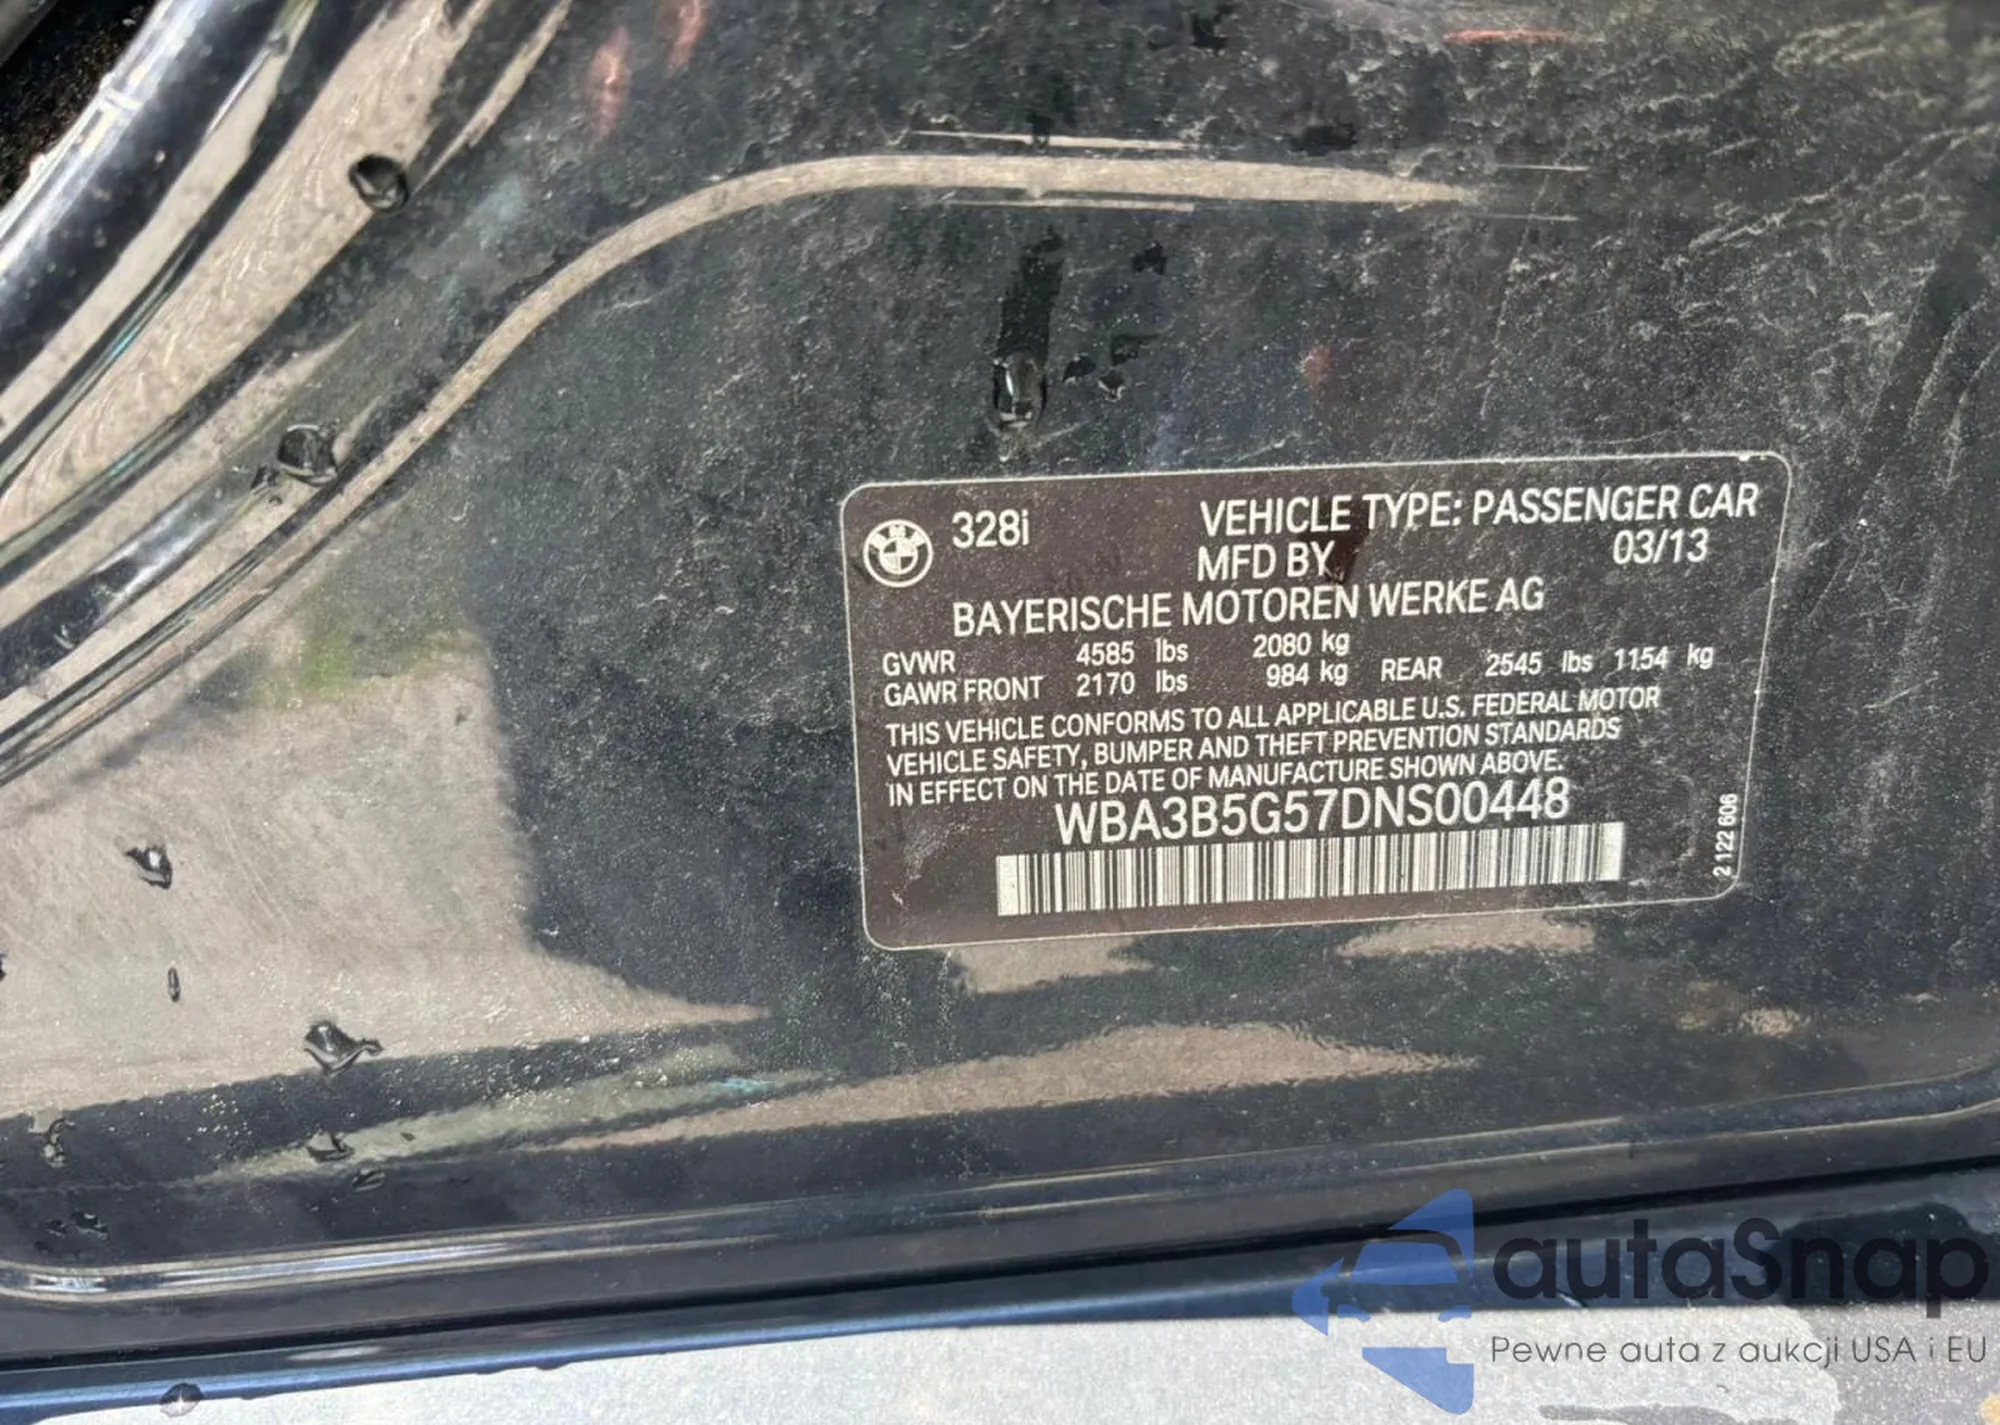 328i VEHICLE TYPE: PASSENGER CAR
MFD BY 03/13
BAYERISCHE MOTOREN WERKE AG
GVWR 4585 lbs 2080 kg
GAWR FRONT 2170 lbs 984 kg REAR 2545 lbs 1154 kg
THIS VEHICLE CONFORMS TO ALL APPLICABLE U.S. FEDERAL MOTOR
VEHICLE SAFETY, BUMPER AND THEFT PREVENTION STANDARDS
IN EFFECT ON THE DATE OF MANUFACTURE SHOWN ABOVE.
WBA3B5G57DNS00448
2 122 606
autaSnap
Pewne auta z aukcji USA i EU